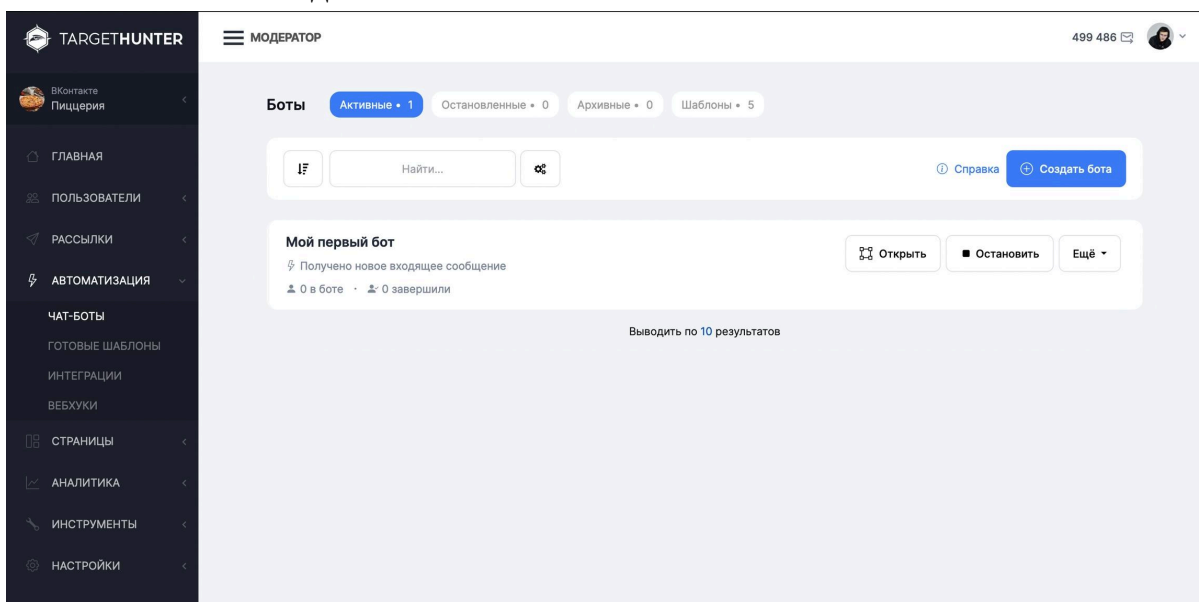 TARGETHUNTER
МОДЕРАТОР
499 486
ВКонтакте
Пиццерия
Боты
Активные • 1
Остановленные • 0
Архивные • 0
Шаблоны • 5
ГЛАВНАЯ
ПОЛЬЗОВАТЕЛИ
РАССЫЛКИ
АВТОМАТИЗАЦИЯ
ЧАТ-БОТЫ
ГОТОВЫЕ ШАБЛОНЫ
ИНТЕГРАЦИИ
ВЕБХУКИ
СТРАНИЦЫ
АНАЛИТИКА
ИНСТРУМЕНТЫ
НАСТРОЙКИ
Найти...
Справка
Создать бота
Мой первый бот
Получено новое входящее сообщение
0 в боте · 0 завершили
Открыть
Остановить
Ещё
Выводить по 10 результатов